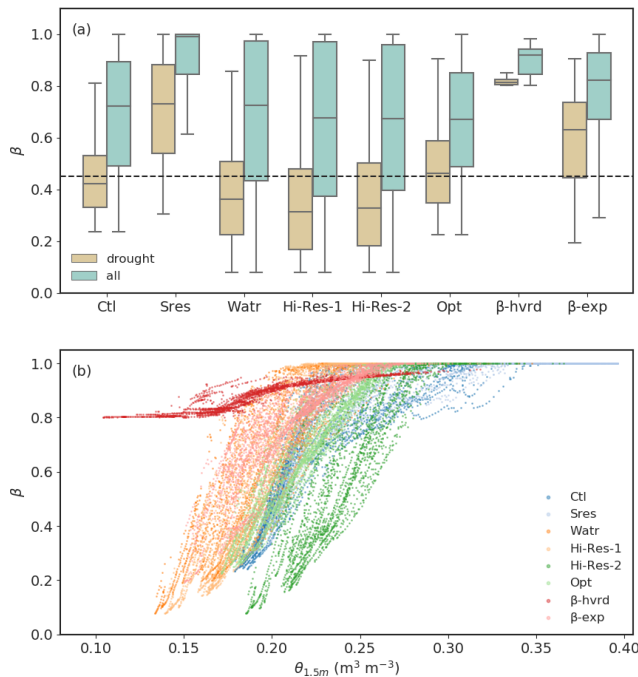 (a)
1.0
0.8
0.6
0.4
0.2
0.0
β
drought
all
Ctl Sres Watr Hi-Res-1 Hi-Res-2 Opt β-hvrd β-exp
(b)
1.0
0.8
0.6
0.4
0.2
0.0
β
Ctl
Sres
Watr
Hi-Res-1
Hi-Res-2
Opt
β-hvrd
β-exp
0.10 0.15 0.20 0.25 0.30 0.35 0.40
θ1.5m (m³ m⁻³)